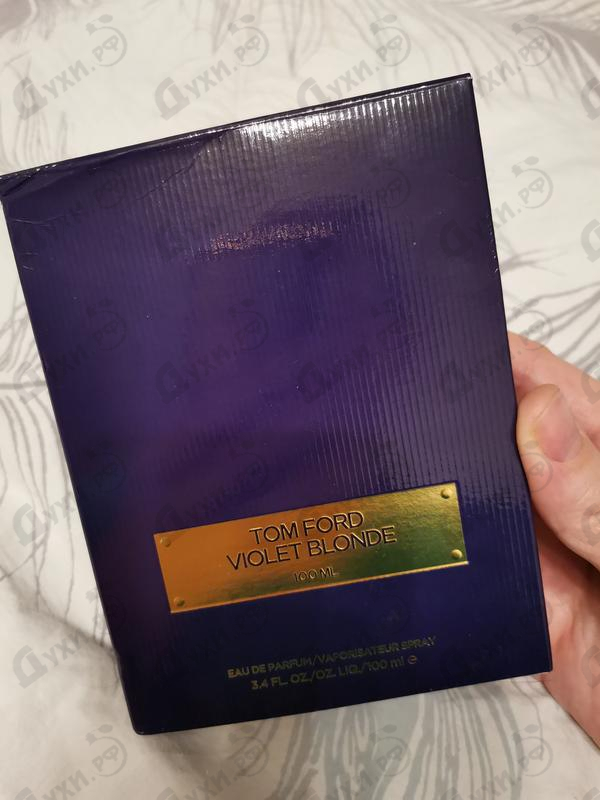 TOM FORD
VIOLET BLONDE
100 ML
EAU DE PARFUM/VAPORISATEUR SPRAY
3.4 FL. OZ./OZ. LIQ./100 ml ℮
Духи.РФ